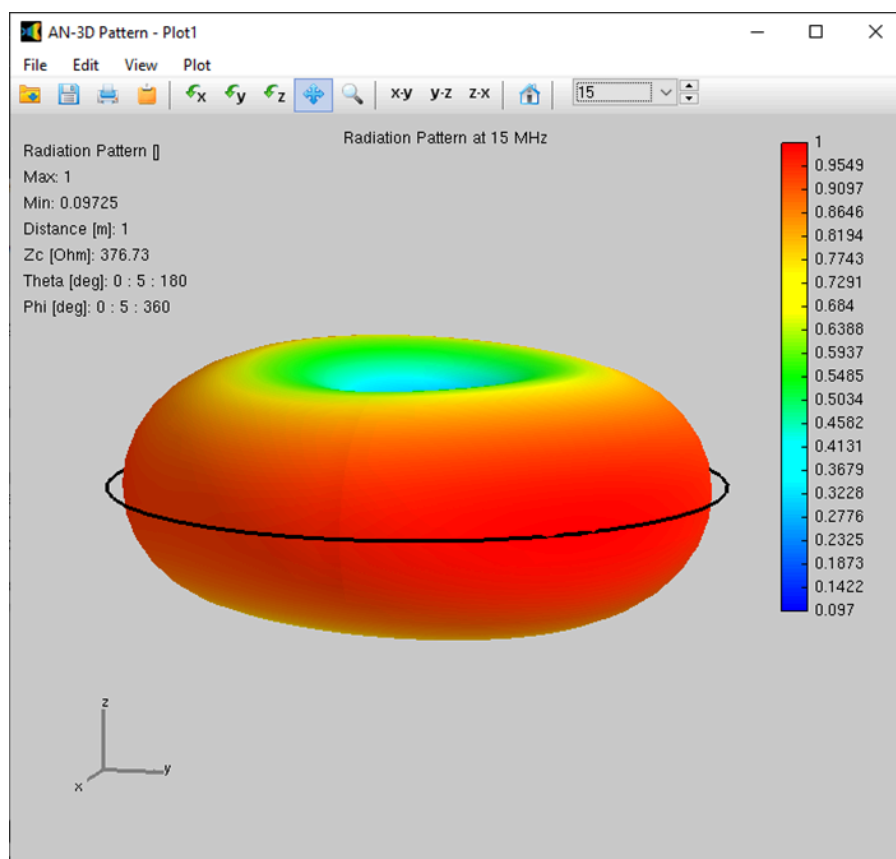 AN-3D Pattern - Plot1
File Edit View Plot
x y z x-y y-z z-x 15
Radiation Pattern at 15 MHz
Radiation Pattern []
Max: 1
Min: 0.09725
Distance [m]: 1
Zc [Ohm]: 376.73
Theta [deg]: 0 : 5 : 180
Phi [deg]: 0 : 5 : 360
1
0.9549
0.9097
0.8646
0.8194
0.7743
0.7291
0.684
0.6388
0.5937
0.5485
0.5034
0.4582
0.4131
0.3679
0.3228
0.2776
0.2325
0.1873
0.1422
0.097
z
y
x